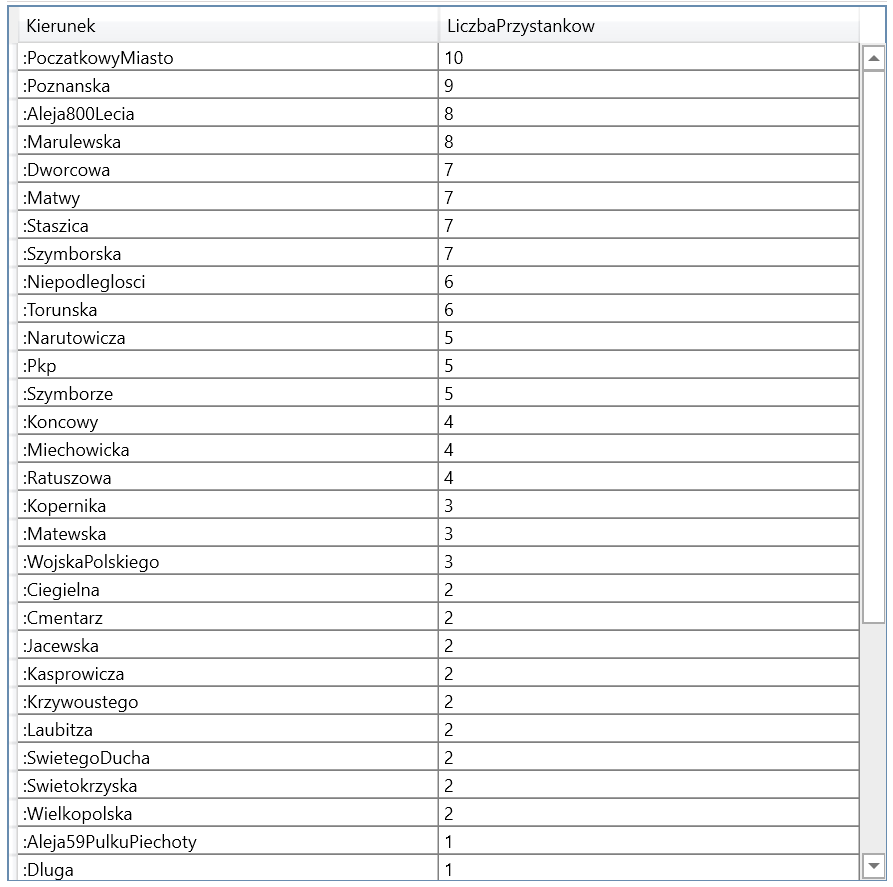 Kierunek LiczbaPrzystankow
:PoczatkowyMiasto 10
:Poznanska 9
:Aleja800Lecia 8
:Marulewska 8
:Dworcowa 7
:Matwy 7
:Staszica 7
:Szymborska 7
:Niepodleglosci 6
:Torunska 6
:Narutowicza 5
:Pkp 5
:Szymborze 5
:Koncowy 4
:Miechowicka 4
:Ratuszowa 4
:Kopernika 3
:Matewska 3
:WojskaPolskiego 3
:Ciegielna 2
:Cmentarz 2
:Jacewska 2
:Kasprowicza 2
:Krzywoustego 2
:Laubitza 2
:SwietegoDucha 2
:Swietokrzyska 2
:Wielkopolska 2
:Aleja59PulkuPiechoty 1
:Dluga 1